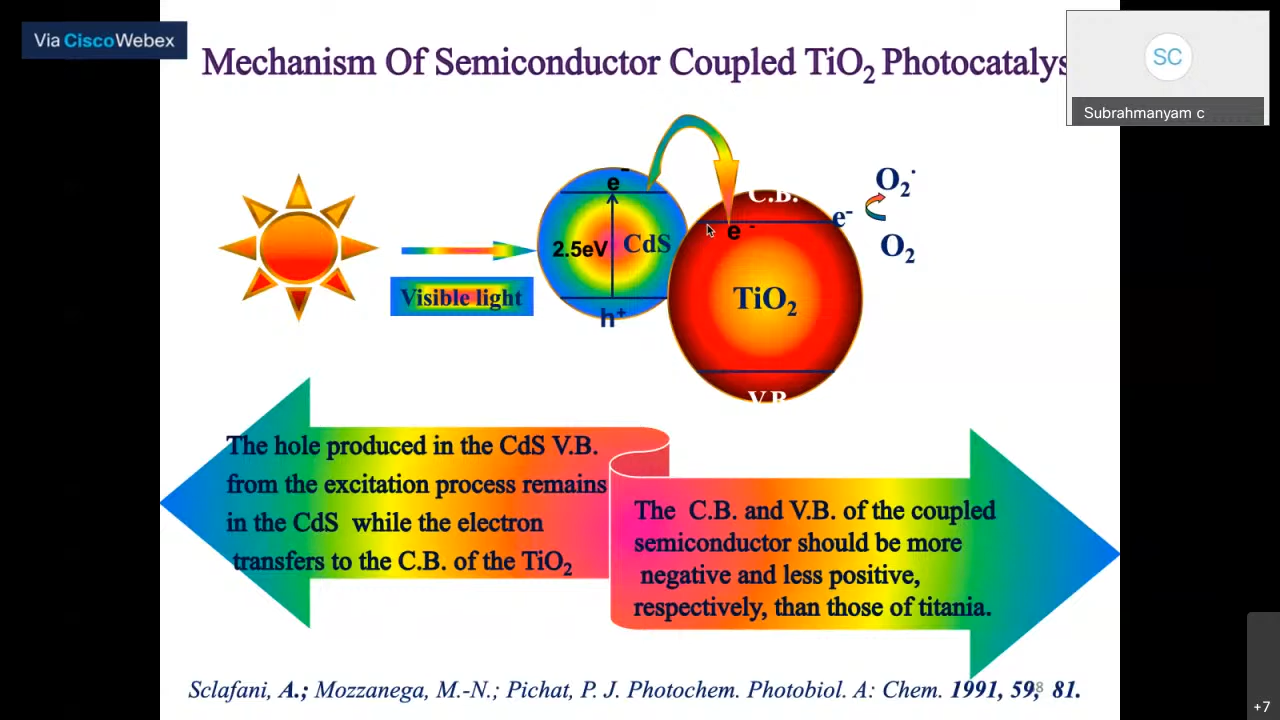 Via Cisco Webex
Mechanism Of Semiconductor Coupled TiO₂ Photocatalys
SC
Subrahmanyam c
e⁻
2.5eV
CdS
h⁺
Visible light
C.B.
e⁻
TiO₂
V.B.
e⁻
O₂˙
O₂
The hole produced in the CdS V.B.
from the excitation process remains
in the CdS while the electron
transfers to the C.B. of the TiO₂
The C.B. and V.B. of the coupled
semiconductor should be more
negative and less positive,
respectively, than those of titania.
Sclafani, A.; Mozzanega, M.-N.; Pichat, P. J. Photochem. Photobiol. A: Chem. 1991, 59, 81.
8
+7